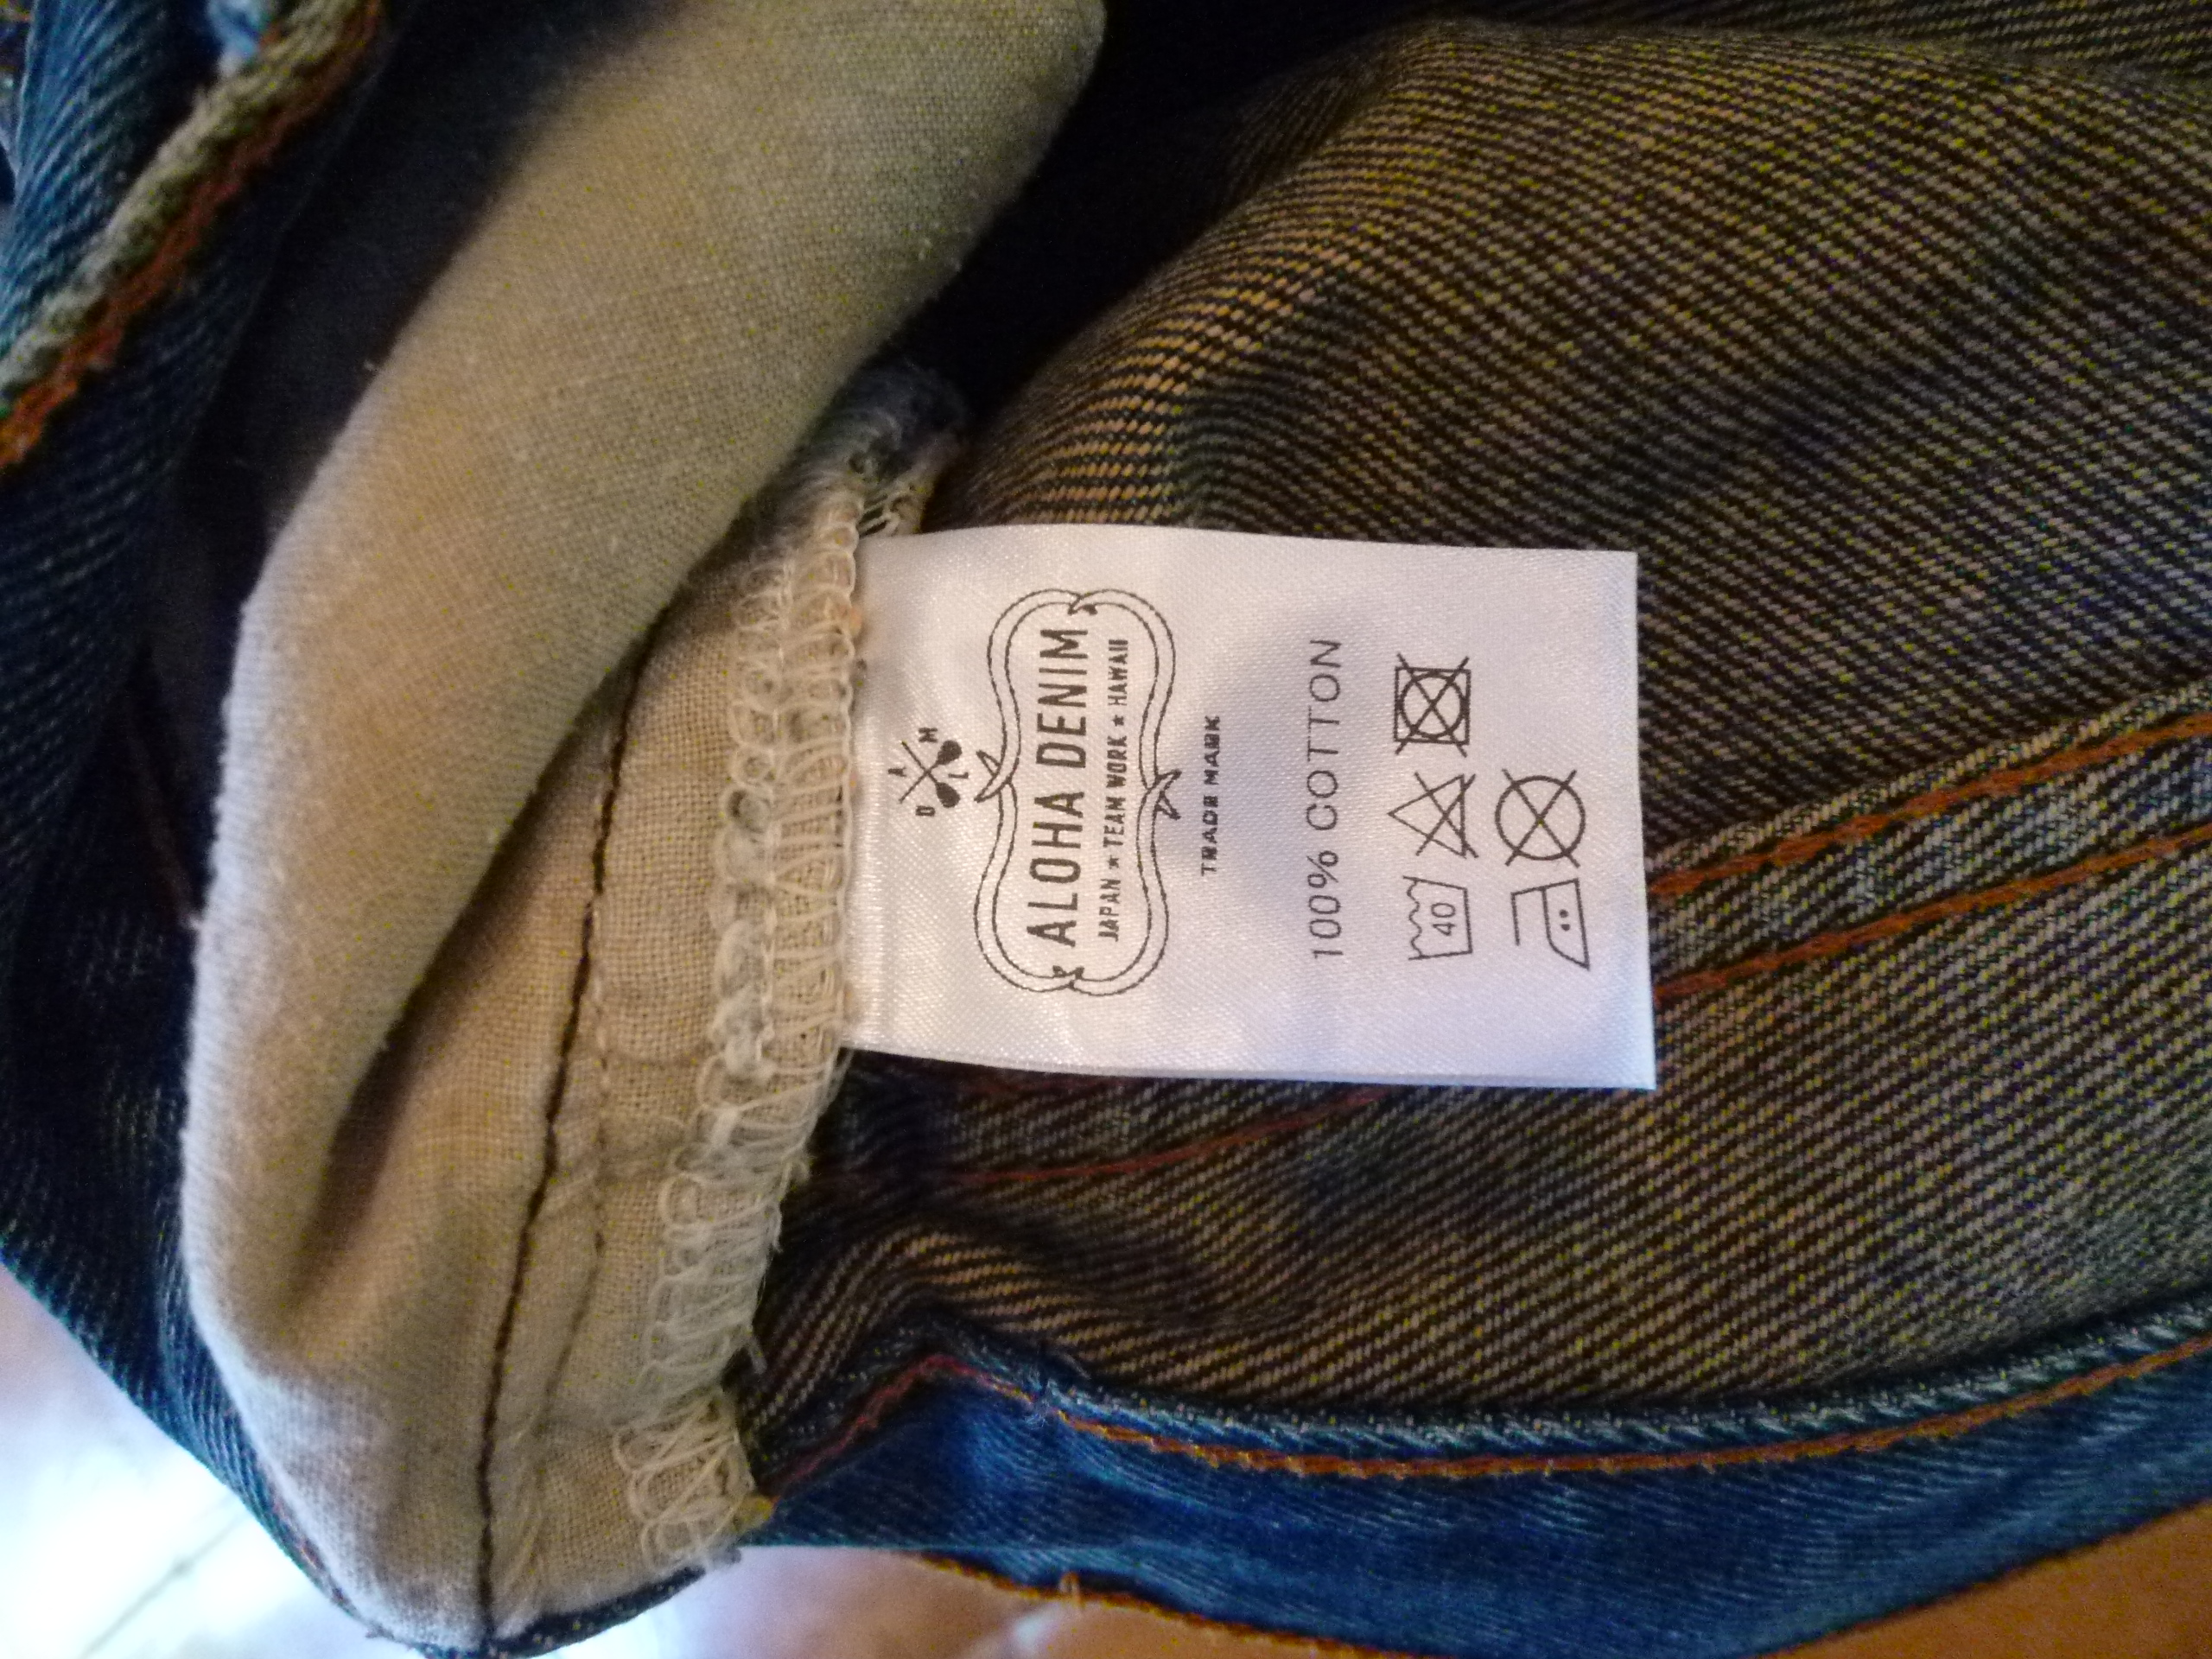 D A L M
ALOHA DENIM
JAPAN ★ TEAM WORK ★ HAWAII
TRADE MARK
100% COTTON
40